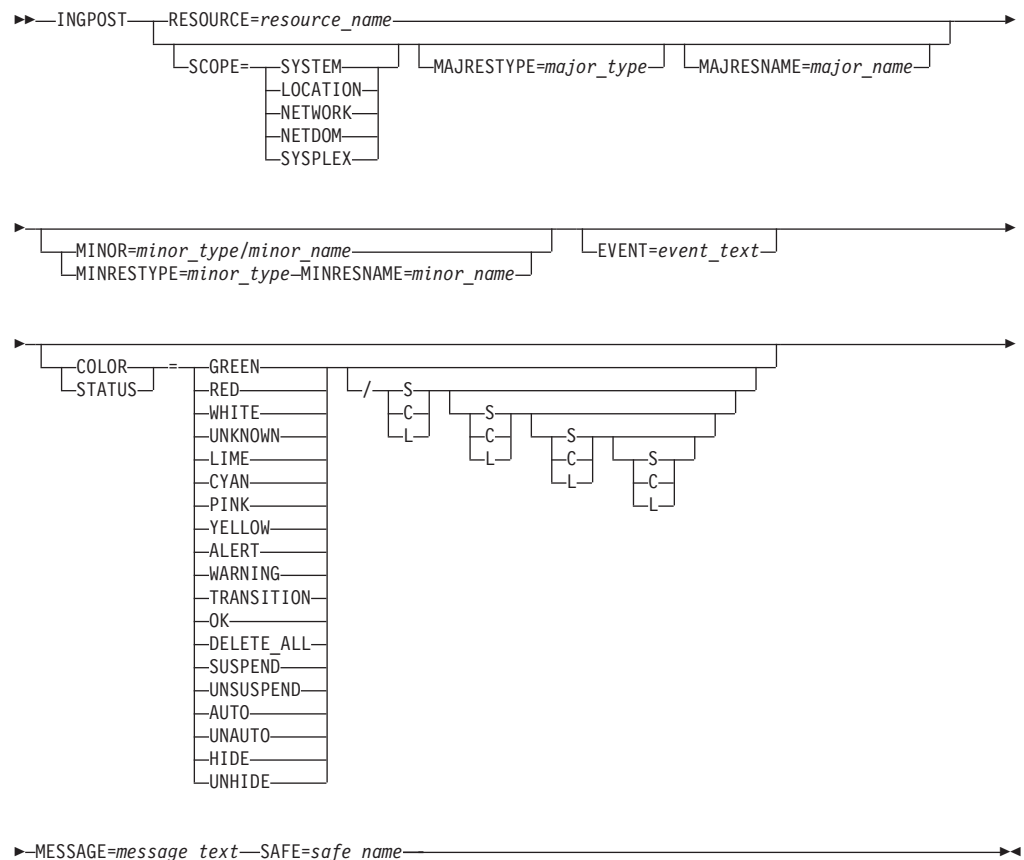 INGPOST RESOURCE=resource_name
SCOPE= SYSTEM MAJRESTYPE=major_type MAJRESNAME=major_name
LOCATION
NETWORK
NETDOM
SYSPLEX
MINOR=minor_type/minor_name EVENT=event_text
MINRESTYPE=minor_type MINRESNAME=minor_name
COLOR = GREEN
STATUS RED / S
WHITE C S
UNKNOWN L C S
LIME L C S
CYAN L C
PINK L
YELLOW
ALERT
WARNING
TRANSITION
OK
DELETE_ALL
SUSPEND
UNSUSPEND
AUTO
UNAUTO
HIDE
UNHIDE
MESSAGE=message text SAFE=safe name